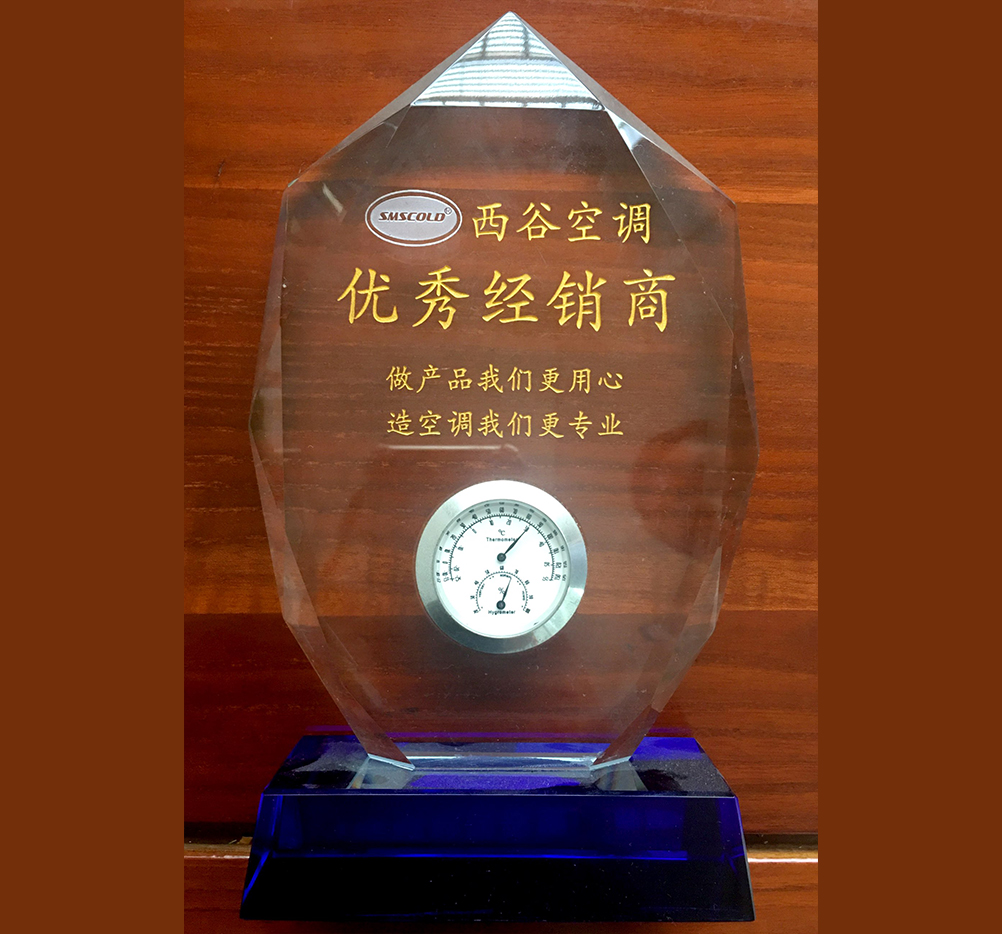 SMSCOLD® 西谷空调
优秀经销商
做产品我们更用心
造空调我们更专业
℃
Thermometer
%
Hygrometer